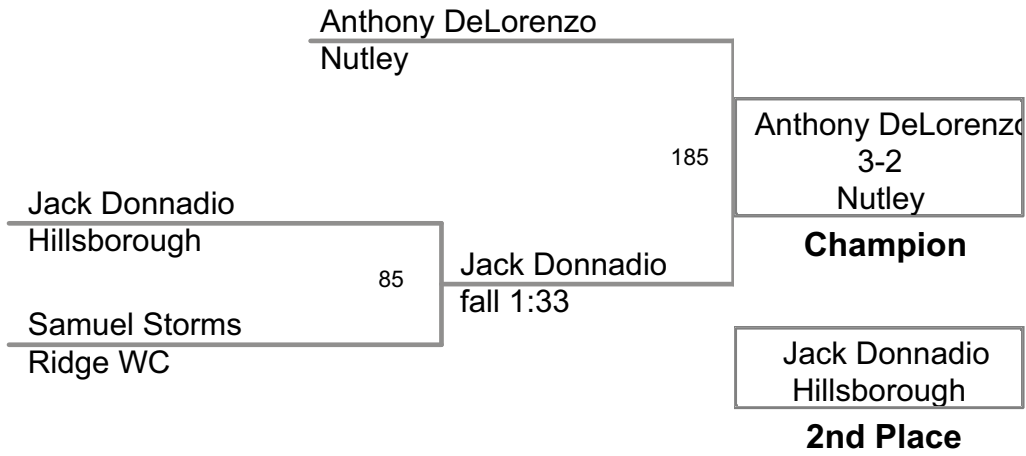 Anthony DeLorenzo
Nutley
Anthony DeLorenzo
3-2
Nutley
Champion
185
Jack Donnadio
Hillsborough
85
Jack Donnadio
fall 1:33
Samuel Storms
Ridge WC
Jack Donnadio
Hillsborough
2nd Place